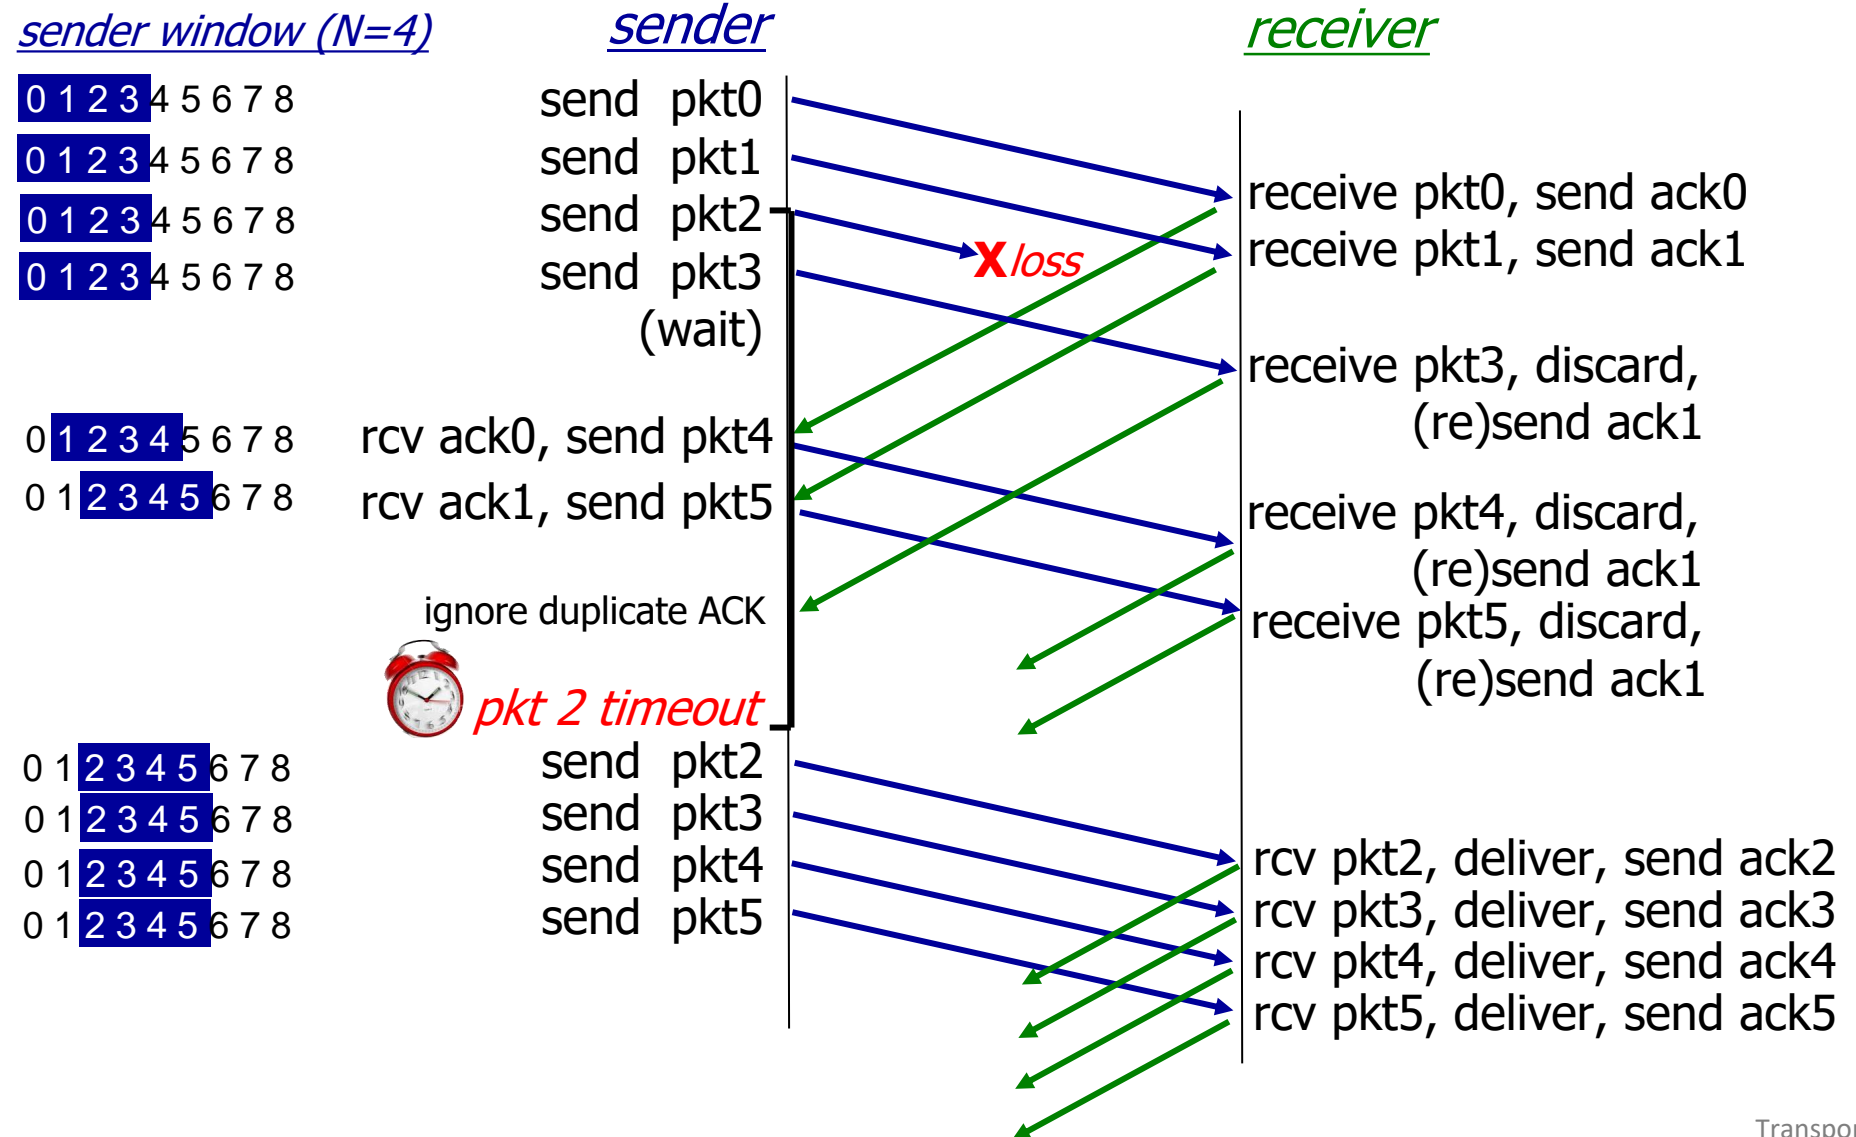 sender window (N=4)
sender
receiver
0 1 2 3 4 5 6 7 8
send pkt0
0 1 2 3 4 5 6 7 8
send pkt1
receive pkt0, send ack0
0 1 2 3 4 5 6 7 8
send pkt2
receive pkt1, send ack1
0 1 2 3 4 5 6 7 8
send pkt3
X loss
(wait)
receive pkt3, discard,
(re)send ack1
0 1 2 3 4 5 6 7 8
rcv ack0, send pkt4
0 1 2 3 4 5 6 7 8
rcv ack1, send pkt5
receive pkt4, discard,
(re)send ack1
ignore duplicate ACK
receive pkt5, discard,
(re)send ack1
pkt 2 timeout
0 1 2 3 4 5 6 7 8
send pkt2
0 1 2 3 4 5 6 7 8
send pkt3
0 1 2 3 4 5 6 7 8
send pkt4
rcv pkt2, deliver, send ack2
0 1 2 3 4 5 6 7 8
send pkt5
rcv pkt3, deliver, send ack3
rcv pkt4, deliver, send ack4
rcv pkt5, deliver, send ack5